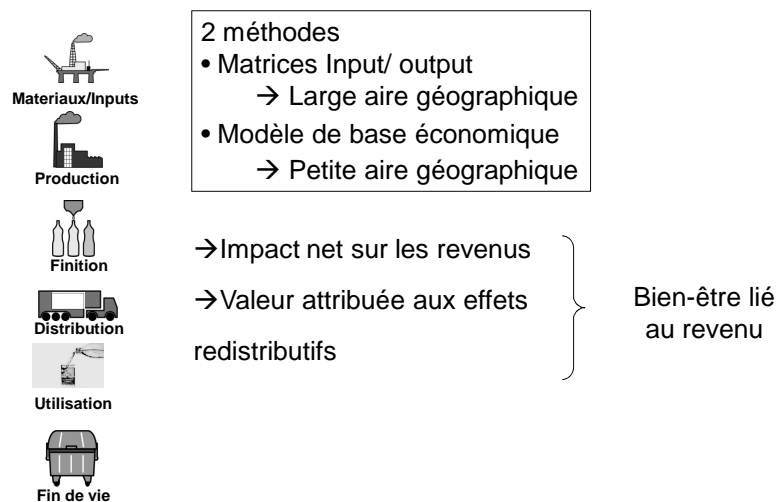 Materiaux/Inputs
Production
Finition
Distribution
Utilisation
Fin de vie
2 méthodes
• Matrices Input/ output
→ Large aire géographique
• Modèle de base économique
→ Petite aire géographique
→Impact net sur les revenus
→Valeur attribuée aux effets
redistributifs
Bien-être lié
au revenu